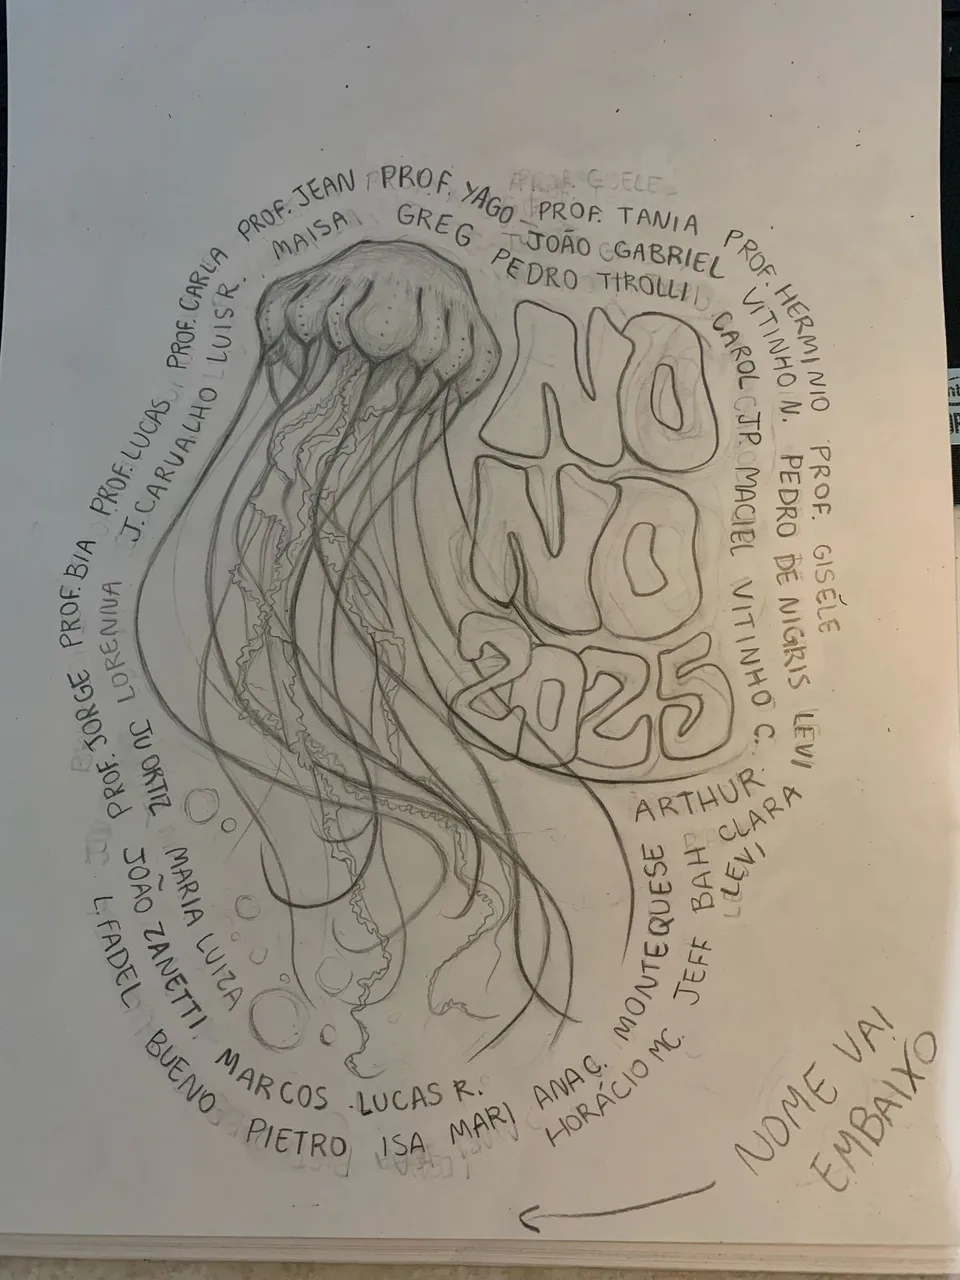 PROF. BIA PROF. LUCAS PROF. CARLA PROF. JEAN PROF. YAGO PROF. TANIA PROF. HERMINIO PROF. GISÉLE
PROF. JORGE
LORENNA J. CARVALHO LUIS R. MAISA GREG JOÃO GABRIEL VITINHO N. PEDRO DE NIGRIS LEVI
PEDRO TIROLLI CAROL C. JP. MACIEL VITINHO C.
NO
NO
2025
ARTHUR
CLARA
LEVI
JEFF BAH
MONTEQUESE
HORÁCIO MC.
ANA C.
JU ORTIZ
MARIA LUIZA
JOÃO ZANETTI
L. FADEL
MARCOS LUCAS R.
BUENO PIETRO ISA MARI
NOME VAI
EMBAIXO